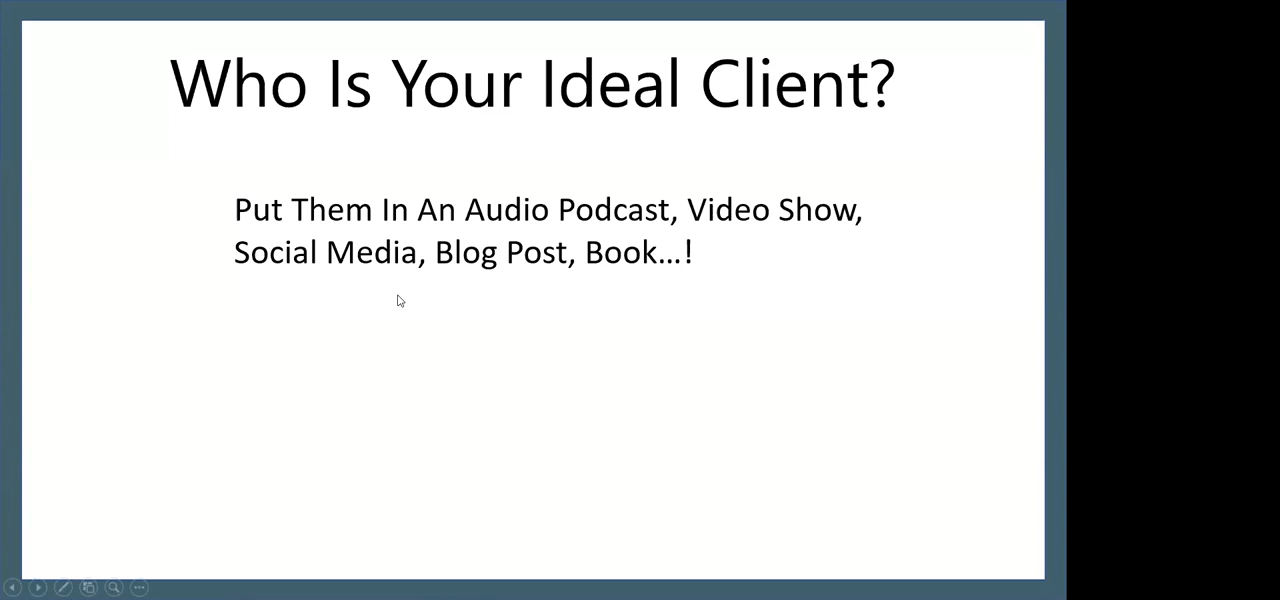 Who Is Your Ideal Client?
Put Them In An Audio Podcast, Video Show,
Social Media, Blog Post, Book...!